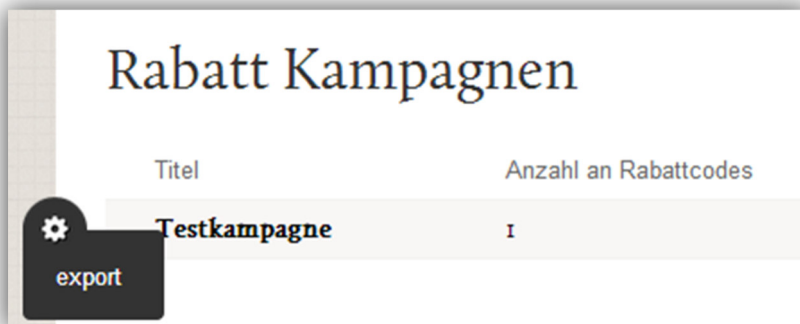 Rabatt Kampagnen
Titel Anzahl an Rabattcodes
Testkampagne 1
export